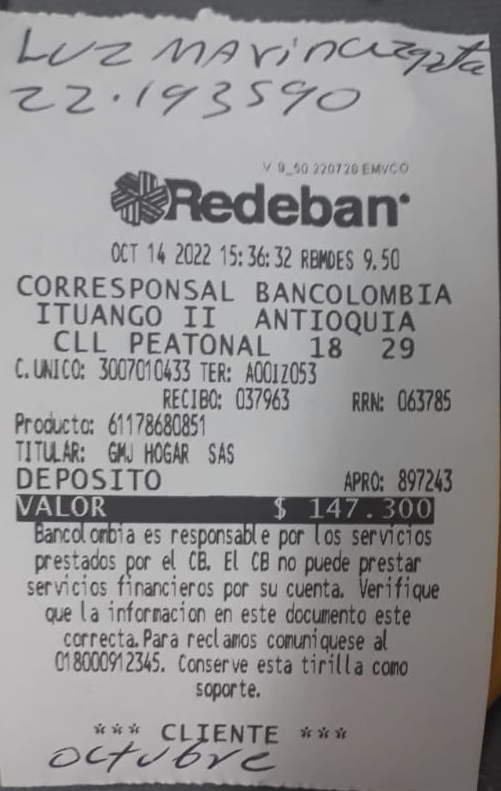 LUZ MARINA
22.193590
V 9_50 220728 EMVCO
Redeban
OCT 14 2022 15:36:32 RBMDES 9.50
CORRESPONSAL BANCOLOMBIA
ITUANGO II ANTIOQUIA
CLL PEATONAL 18 29
C.UNICO: 3007010433 TER: A00IZ053
RECIBO: 037963 RRN: 063785
Producto: 61178680851
TITULAR: GMJ HOGAR SAS
DEPOSITO APRO: 897243
VALOR $ 147.300
Bancolombia es responsable por los servicios
prestados por el CB. El CB no puede prestar
servicios financieros por su cuenta. Verifique
que la informacion en este documento este
correcta.Para reclamos comuniquese al
018000912345. Conserve esta tirilla como
soporte.
*** CLIENTE ***
octubre